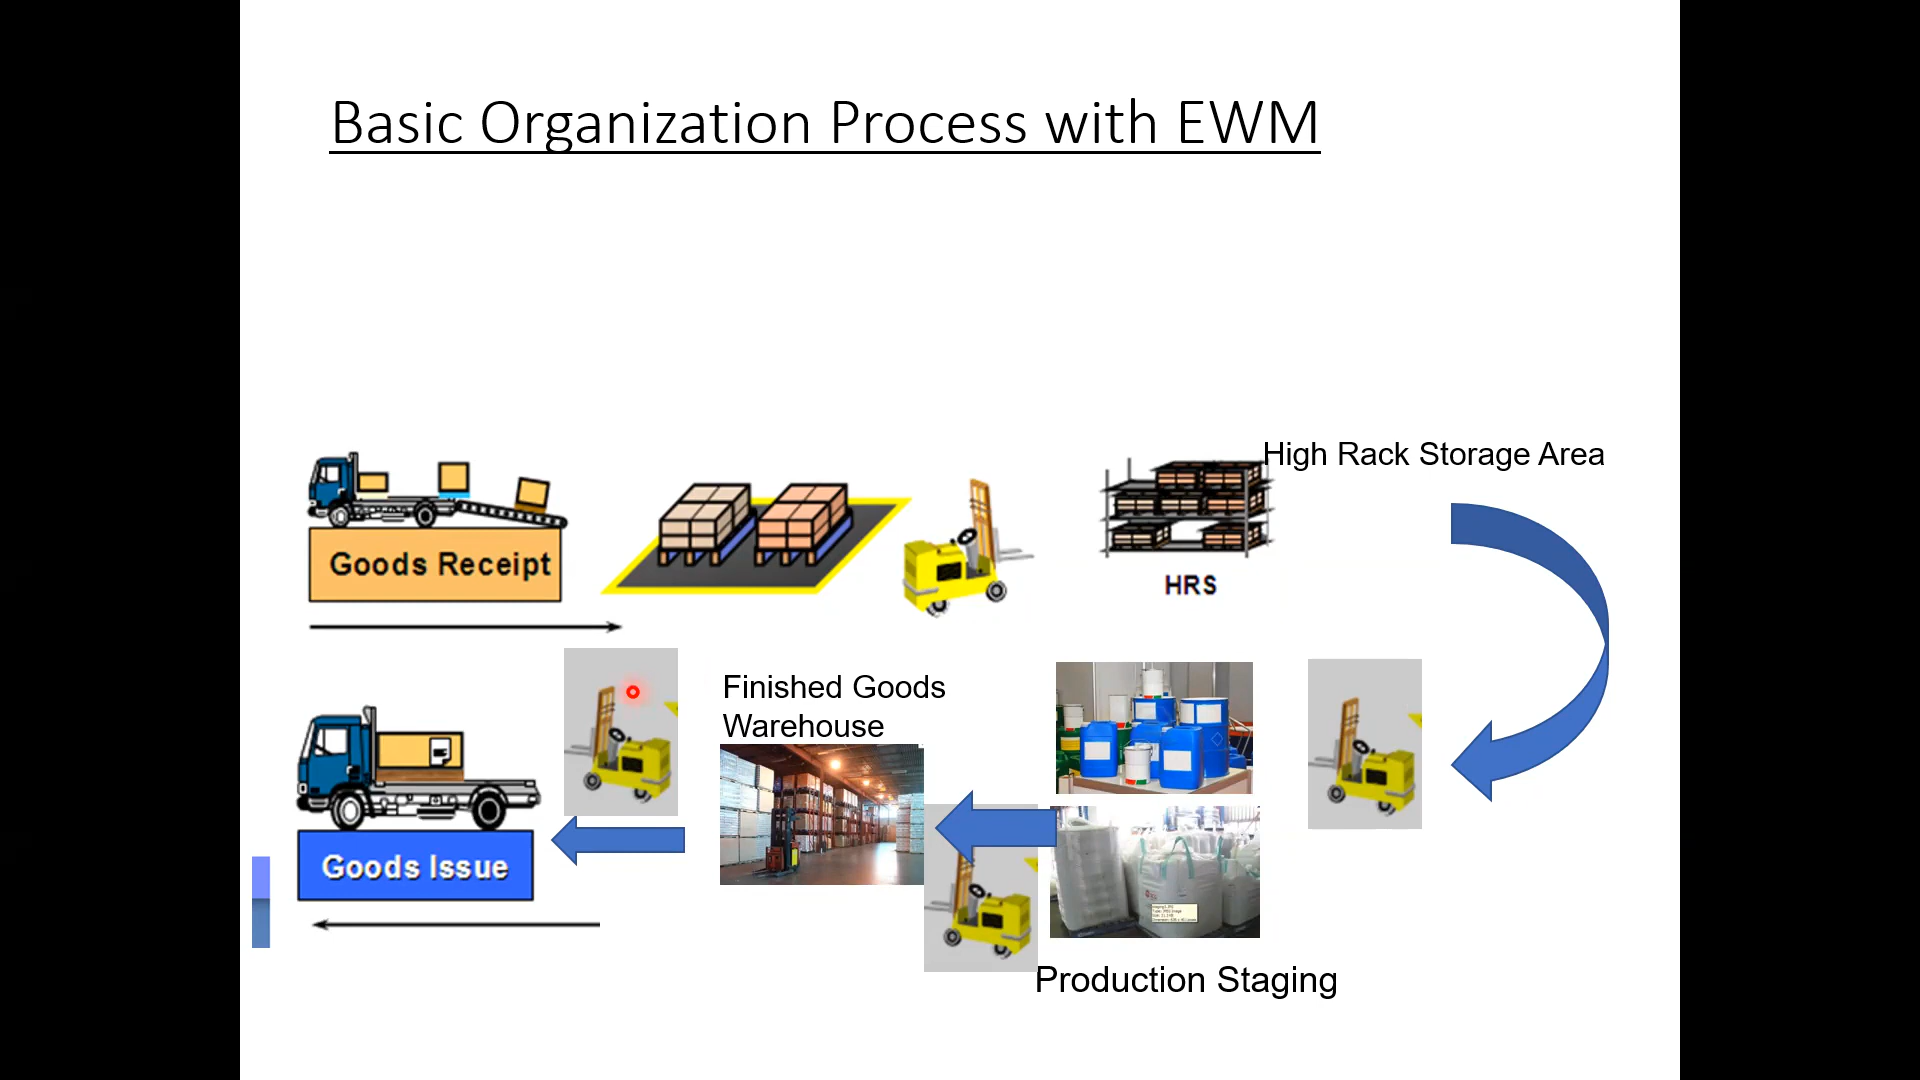 Basic Organization Process with EWM
High Rack Storage Area
Goods Receipt
HRS
Finished Goods
Warehouse
Goods Issue
Production Staging